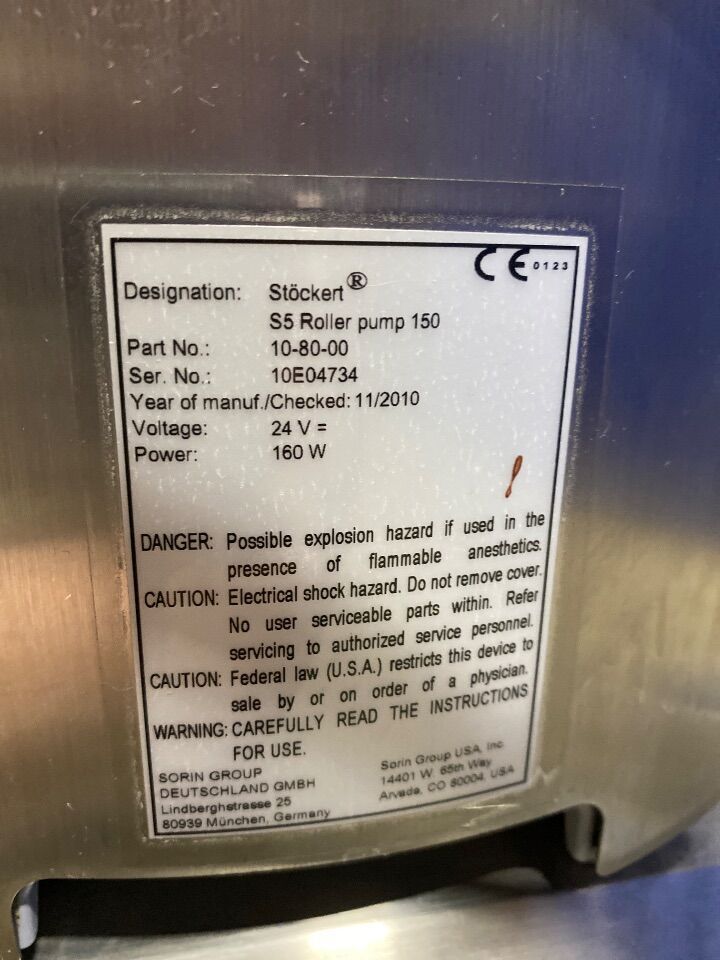 CE 0123
Designation: Stöckert®
S5 Roller pump 150
Part No.: 10-80-00
Ser. No.: 10E04734
Year of manuf./Checked: 11/2010
Voltage: 24 V =
Power: 160 W
DANGER: Possible explosion hazard if used in the
presence of flammable anesthetics.
CAUTION: Electrical shock hazard. Do not remove cover.
No user serviceable parts within. Refer
servicing to authorized service personnel.
CAUTION: Federal law (U.S.A.) restricts this device to
sale by or on order of a physician.
WARNING: CAREFULLY READ THE INSTRUCTIONS
FOR USE.
SORIN GROUP
DEUTSCHLAND GMBH
Lindberghstrasse 25
80939 München, Germany
Sorin Group USA, Inc.
14401 W. 65th Way
Arvada, CO 80004, USA